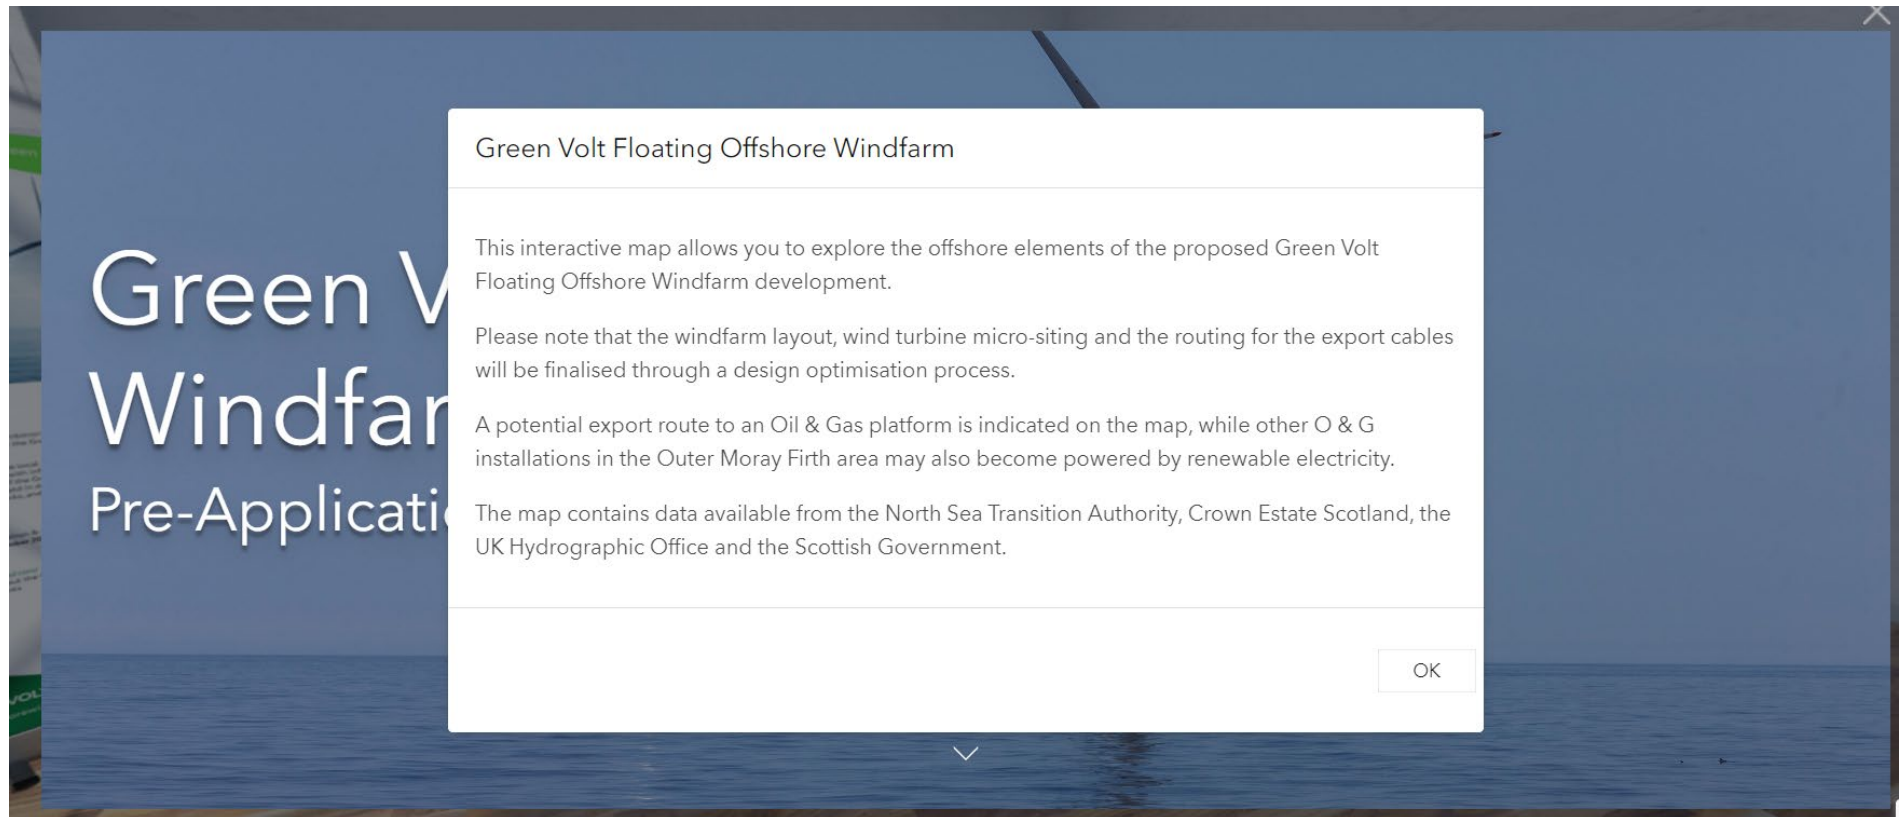 Green Volt Floating Offshore Windfarm
This interactive map allows you to explore the offshore elements of the proposed Green Volt
Floating Offshore Windfarm development.
Please note that the windfarm layout, wind turbine micro-siting and the routing for the export cables
will be finalised through a design optimisation process.
A potential export route to an Oil & Gas platform is indicated on the map, while other O & G
installations in the Outer Moray Firth area may also become powered by renewable electricity.
The map contains data available from the North Sea Transition Authority, Crown Estate Scotland, the
UK Hydrographic Office and the Scottish Government.
OK
Green V
Windfar
Pre-Applicati